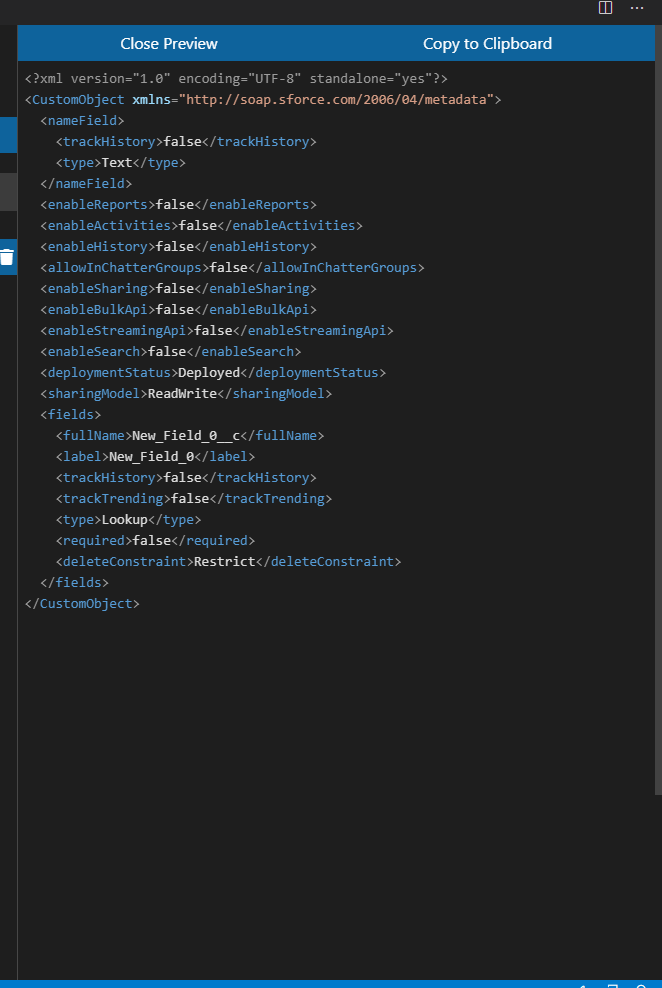 Close Preview Copy to Clipboard
<?xml version="1.0" encoding="UTF-8" standalone="yes"?>
<CustomObject xmlns="http://soap.sforce.com/2006/04/metadata">
  <nameField>
    <trackHistory>false</trackHistory>
    <type>Text</type>
  </nameField>
  <enableReports>false</enableReports>
  <enableActivities>false</enableActivities>
  <enableHistory>false</enableHistory>
  <allowInChatterGroups>false</allowInChatterGroups>
  <enableSharing>false</enableSharing>
  <enableBulkApi>false</enableBulkApi>
  <enableStreamingApi>false</enableStreamingApi>
  <enableSearch>false</enableSearch>
  <deploymentStatus>Deployed</deploymentStatus>
  <sharingModel>ReadWrite</sharingModel>
  <fields>
    <fullName>New_Field_0__c</fullName>
    <label>New_Field_0</label>
    <trackHistory>false</trackHistory>
    <trackTrending>false</trackTrending>
    <type>Lookup</type>
    <required>false</required>
    <deleteConstraint>Restrict</deleteConstraint>
  </fields>
</CustomObject>